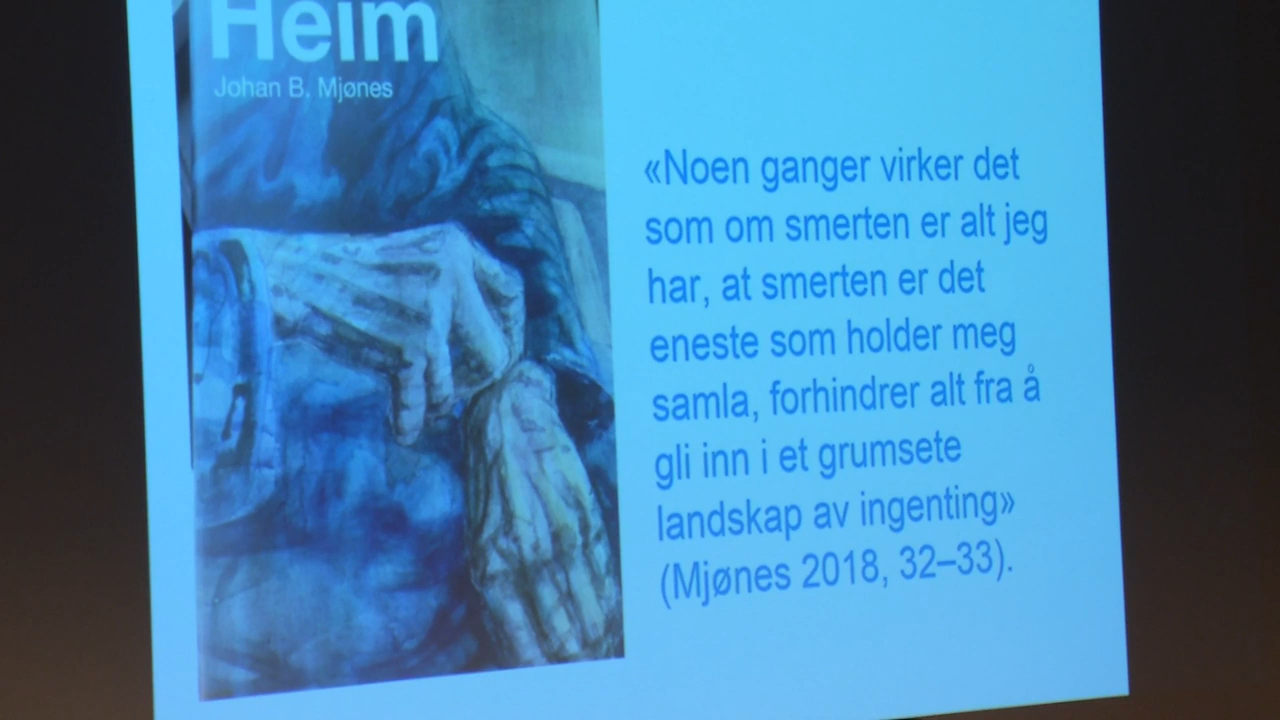 Heim
Johan B. Mjønes
«Noen ganger virker det
som om smerten er alt jeg
har, at smerten er det
eneste som holder meg
samla, forhindrer alt fra å
gli inn i et grumsete
landskap av ingenting»
(Mjønes 2018, 32–33).